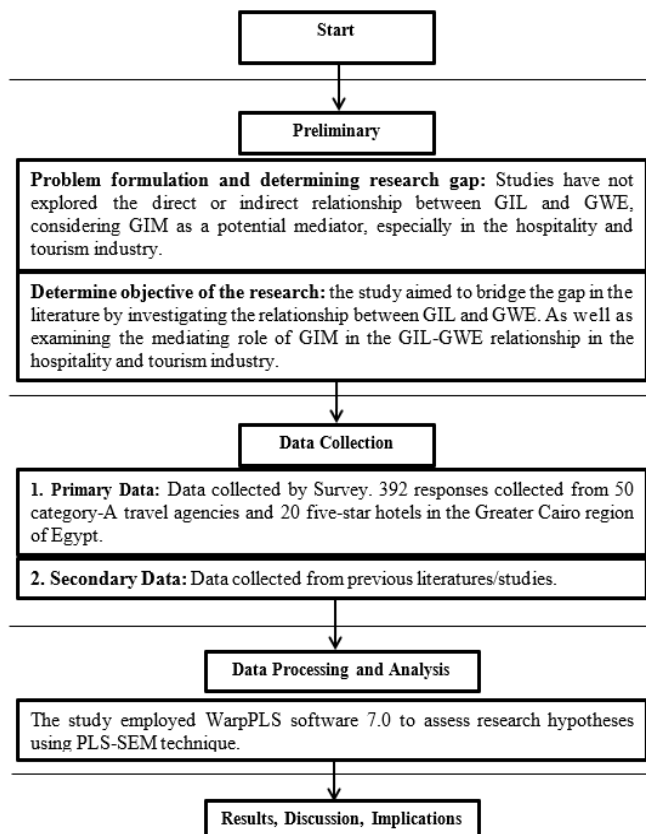 Start
Preliminary
Problem formulation and determining research gap: Studies have not
explored the direct or indirect relationship between GIL and GWE,
considering GIM as a potential mediator, especially in the hospitality and
tourism industry.
Determine objective of the research: the study aimed to bridge the gap in the
literature by investigating the relationship between GIL and GWE. As well as
examining the mediating role of GIM in the GIL-GWE relationship in the
hospitality and tourism industry.
Data Collection
1. Primary Data: Data collected by Survey. 392 responses collected from 50
category-A travel agencies and 20 five-star hotels in the Greater Cairo region
of Egypt.
2. Secondary Data: Data collected from previous literatures/studies.
Data Processing and Analysis
The study employed WarpPLS software 7.0 to assess research hypotheses
using PLS-SEM technique.
Results, Discussion, Implications